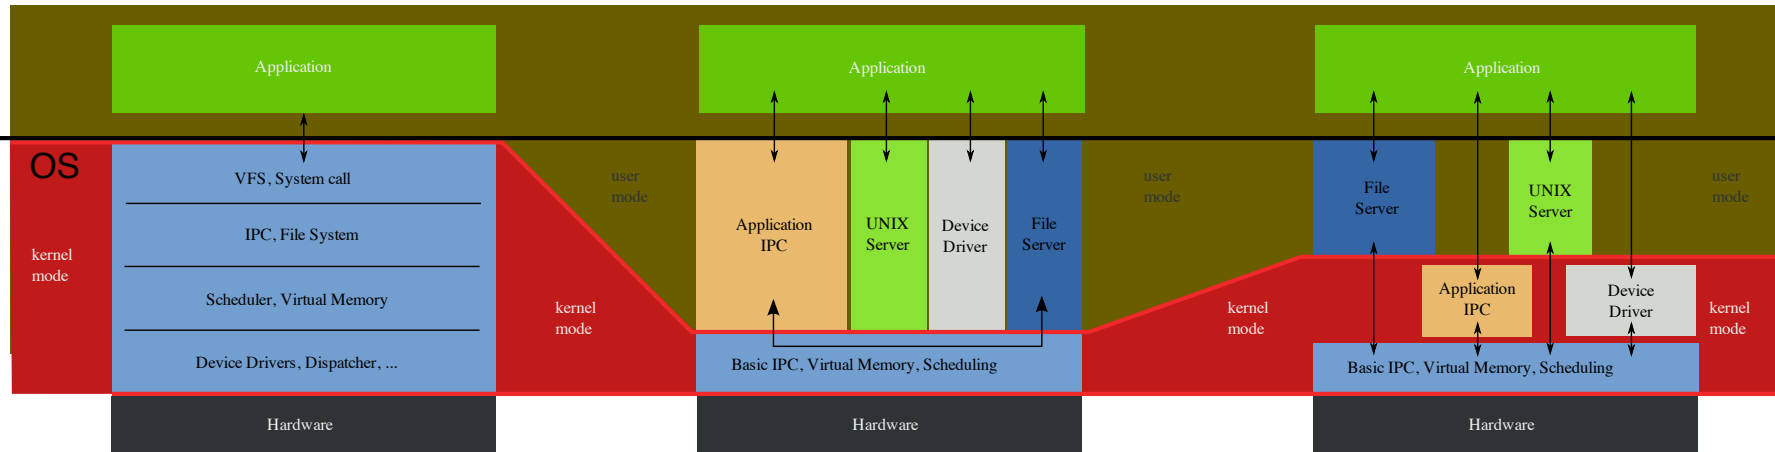 Application
OS
kernel
mode
VFS, System call
IPC, File System
Scheduler, Virtual Memory
Device Drivers, Dispatcher, ...
Hardware
user
mode
kernel
mode
Application
Application
IPC
UNIX
Server
Device
Driver
File
Server
Basic IPC, Virtual Memory, Scheduling
Hardware
user
mode
kernel
mode
Application
File
Server
UNIX
Server
Application
IPC
Device
Driver
Basic IPC, Virtual Memory, Scheduling
Hardware
user
mode
kernel
mode